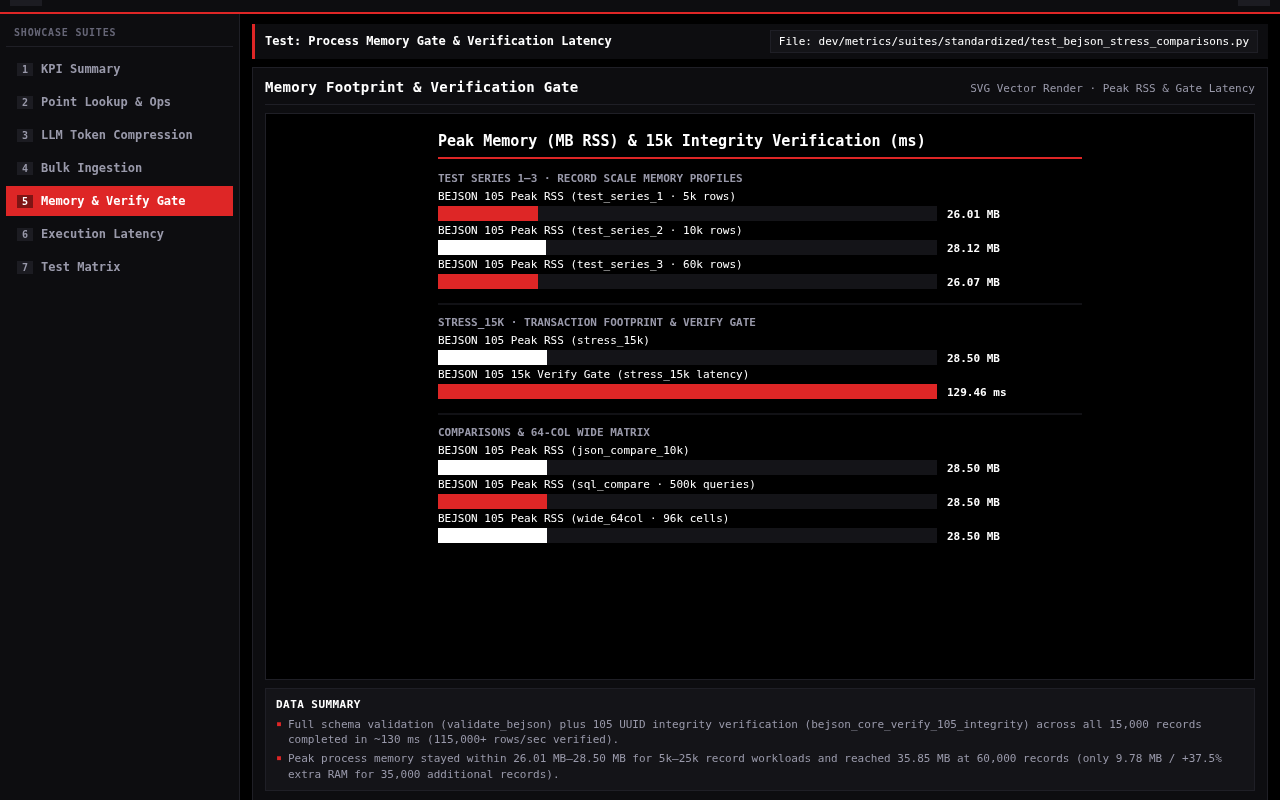 SHOWCASE SUITES
1 KPI Summary
2 Point Lookup & Ops
3 LLM Token Compression
4 Bulk Ingestion
5 Memory & Verify Gate
6 Execution Latency
7 Test Matrix
Test: Process Memory Gate & Verification Latency
File: dev/metrics/suites/standardized/test_bejson_stress_comparisons.py
Memory Footprint & Verification Gate
SVG Vector Render · Peak RSS & Gate Latency
Peak Memory (MB RSS) & 15k Integrity Verification (ms)
TEST SERIES 1–3 · RECORD SCALE MEMORY PROFILES
BEJSON 105 Peak RSS (test_series_1 · 5k rows)
26.01 MB
BEJSON 105 Peak RSS (test_series_2 · 10k rows)
28.12 MB
BEJSON 105 Peak RSS (test_series_3 · 60k rows)
26.07 MB
STRESS_15K · TRANSACTION FOOTPRINT & VERIFY GATE
BEJSON 105 Peak RSS (stress_15k)
28.50 MB
BEJSON 105 15k Verify Gate (stress_15k latency)
129.46 ms
COMPARISONS & 64-COL WIDE MATRIX
BEJSON 105 Peak RSS (json_compare_10k)
28.50 MB
BEJSON 105 Peak RSS (sql_compare · 500k queries)
28.50 MB
BEJSON 105 Peak RSS (wide_64col · 96k cells)
28.50 MB
DATA SUMMARY
Full schema validation (validate_bejson) plus 105 UUID integrity verification (bejson_core_verify_105_integrity) across all 15,000 records
completed in ~130 ms (115,000+ rows/sec verified).
Peak process memory stayed within 26.01 MB–28.50 MB for 5k–25k record workloads and reached 35.85 MB at 60,000 records (only 9.78 MB / +37.5%
extra RAM for 35,000 additional records).